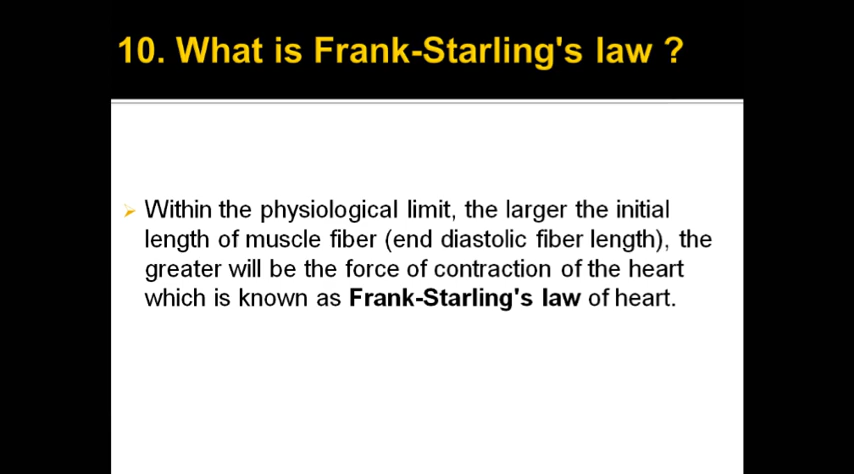 10. What is Frank-Starling's law ?
Within the physiological limit, the larger the initial
length of muscle fiber (end diastolic fiber length), the
greater will be the force of contraction of the heart
which is known as Frank-Starling's law of heart.